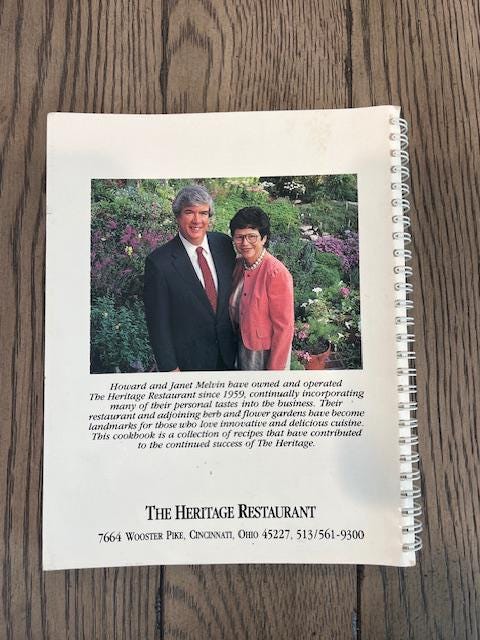 Howard and Janet Melvin have owned and operated
The Heritage Restaurant since 1959, continually incorporating
many of their personal tastes into the business. Their
restaurant and adjoining herb and flower gardens have become
landmarks for those who love innovative and delicious cuisine.
This cookbook is a collection of recipes that have contributed
to the continued success of The Heritage.
THE HERITAGE RESTAURANT
7664 WOOSTER PIKE, CINCINNATI, OHIO 45227, 513/561-9300